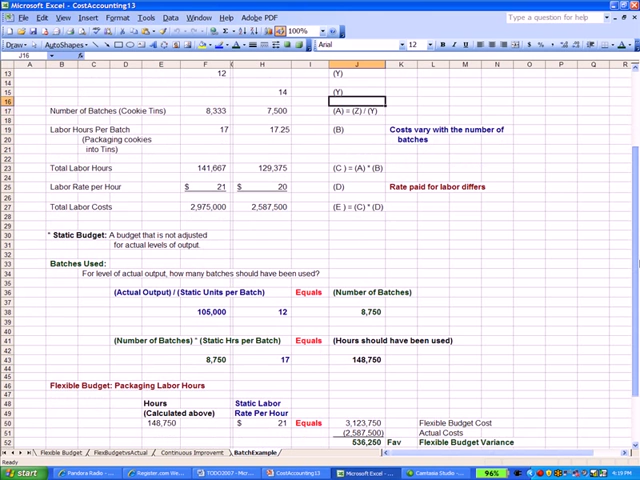 Microsoft Excel - CostAccounting13
File Edit View Insert Format Cookies Tools Data Window Help Adobe PDF
Type a question for help
100%
Draw AutoShapes
Arial 12 B I U $ %
J16
A B C D E F H I J K L M N O P Q R
13 12 (Y)
14
15 14 (Y)
16
17 Number of Batches (Cookie Tins) 8,333 7,500 (A) = (Z) / (Y)
18
19 Labor Hours Per Batch 17 17.25 (B) Costs vary with the number of
20 (Packaging cookies batches
21 into Tins)
22
23 Total Labor Hours 141,667 129,375 (C ) = (A) * (B)
24
25 Labor Rate per Hour $ 21 $ 20 (D) Rate paid for labor differs
26
27 Total Labor Costs 2,975,000 2,587,500 (E ) = (C) * (D)
28
30 * Static Budget: A budget that is not adjusted
31 for actual levels of output.
33 Batches Used:
34 For level of actual output, how many batches should have been used?
35
36 (Actual Output) / (Static Units per Batch) Equals (Number of Batches)
37
38 105,000 12 8,750
39
41 (Number of Batches) * (Static Hrs per Batch) Equals (Hours should have been used)
42
43 8,750 17 148,750
45
46 Flexible Budget: Packaging Labor Hours
47
48 Hours Static Labor
49 (Calculated above) Rate Per Hour
50 148,750 $ 21 Equals 3,123,750 Flexible Budget Cost
51 (2,587,500) Actual Costs
52 536,250 Fav Flexible Budget Variance
Flexible Budget FlexBudgetvsActual Continuous Improvemt BatchExample
Ready
start Pandora Radio - ... Register.com We... TODO2007 - Micr... CostAccounting13 Microsoft Excel - ... Camtasia Studio - ... 96% 4:19 PM